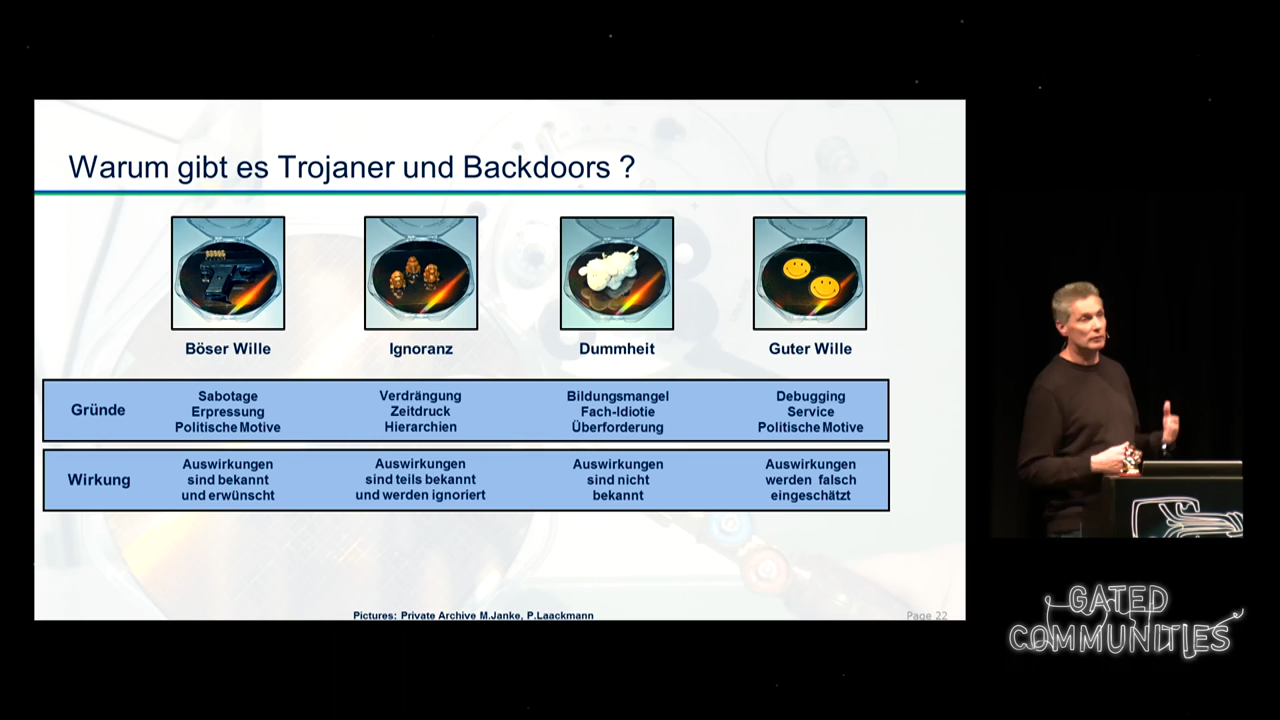 Warum gibt es Trojaner und Backdoors ?
Böser Wille
Ignoranz
Dummheit
Guter Wille
Gründe
Sabotage
Erpressung
Politische Motive
Verdrängung
Zeitdruck
Hierarchien
Bildungsmangel
Fach-Idiotie
Überforderung
Debugging
Service
Politische Motive
Wirkung
Auswirkungen
sind bekannt
und erwünscht
Auswirkungen
sind teils bekannt
und werden ignoriert
Auswirkungen
sind nicht
bekannt
Auswirkungen
werden falsch
eingeschätzt
Pictures: Private Archive M.Janke, P.Laackmann
Page 22
GATED
COMMUNITIES